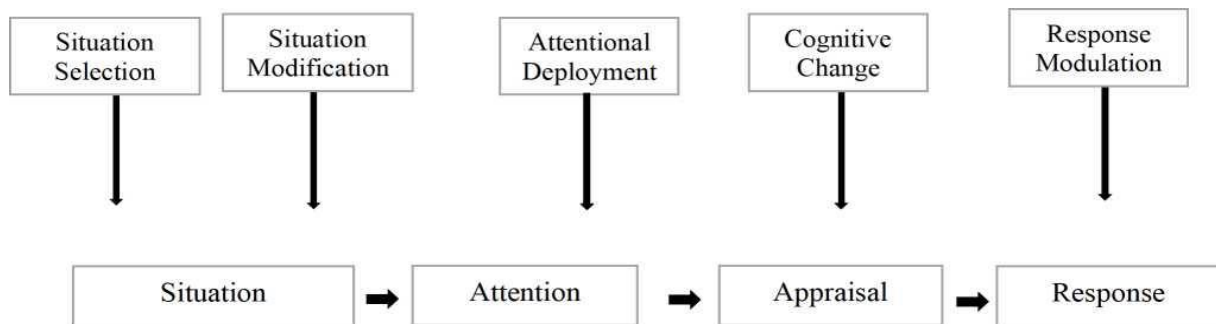 Situation
Selection
Situation
Modification
Attentional
Deployment
Cognitive
Change
Response
Modulation
Situation
Attention
Appraisal
Response